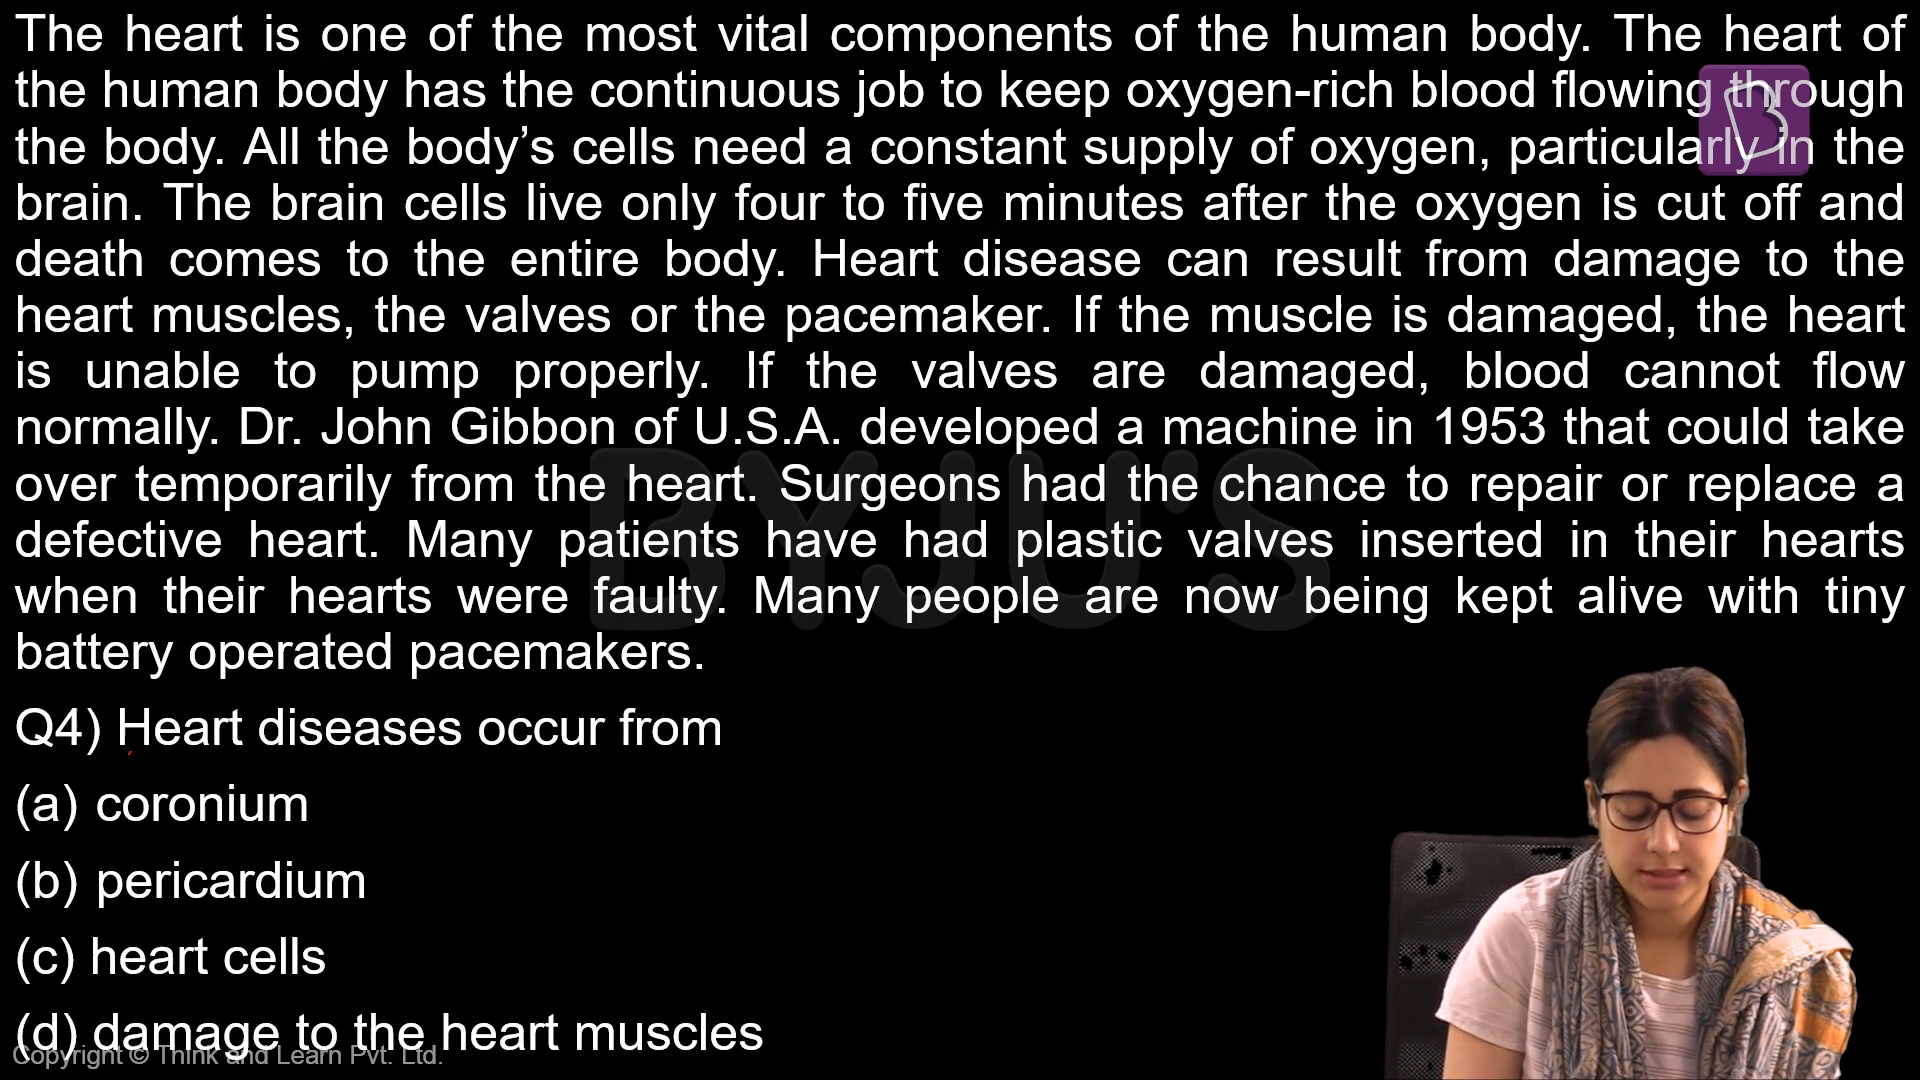 The heart is one of the most vital components of the human body. The heart of
the human body has the continuous job to keep oxygen-rich blood flowing through
the body. All the body’s cells need a constant supply of oxygen, particularly in the
brain. The brain cells live only four to five minutes after the oxygen is cut off and
death comes to the entire body. Heart disease can result from damage to the
heart muscles, the valves or the pacemaker. If the muscle is damaged, the heart
is unable to pump properly. If the valves are damaged, blood cannot flow
normally. Dr. John Gibbon of U.S.A. developed a machine in 1953 that could take
over temporarily from the heart. Surgeons had the chance to repair or replace a
defective heart. Many patients have had plastic valves inserted in their hearts
when their hearts were faulty. Many people are now being kept alive with tiny
battery operated pacemakers.
BYJU'S
Q4) Heart diseases occur from
(a) coronium
(b) pericardium
(c) heart cells
(d) damage to the heart muscles
Copyright © Think and Learn Pvt. Ltd.